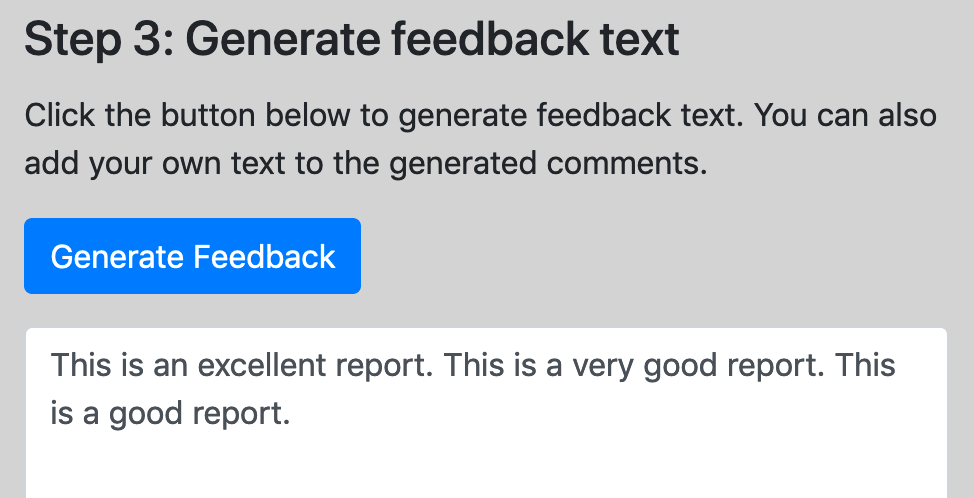 Step 3: Generate feedback text
Click the button below to generate feedback text. You can also
add your own text to the generated comments.
Generate Feedback
This is an excellent report. This is a very good report. This
is a good report.